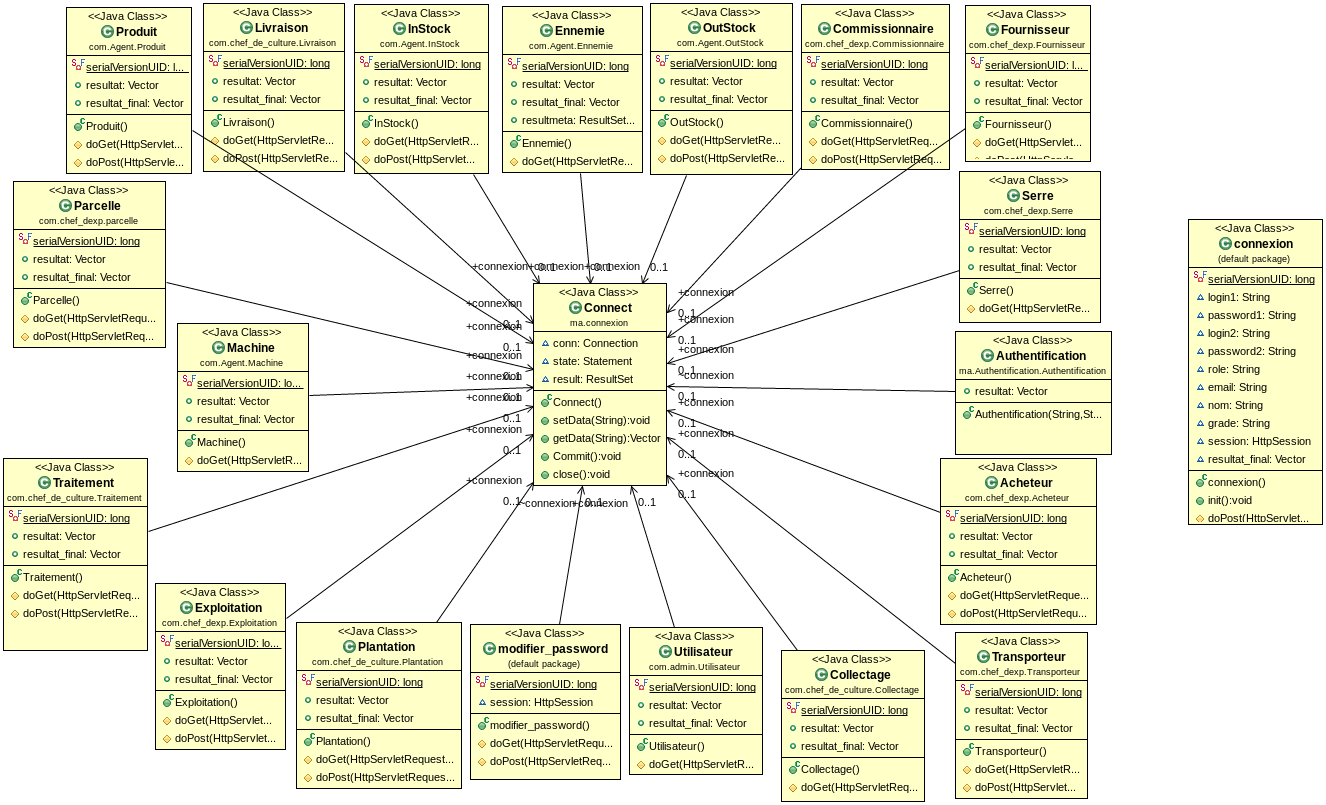 <<Java Class>>
Produit
com.Agent.Produit
serialVersionUID: l...
resultat: Vector
resultat_final: Vector
Produit()
doGet(HttpServle...
doPost(HttpServle...
<<Java Class>>
Livraison
com.chef_de_culture.Livraison
serialVersionUID: long
resultat: Vector
resultat_final: Vector
Livraison()
doGet(HttpServletRe...
doPost(HttpServletRe...
<<Java Class>>
InStock
com.Agent.InStock
serialVersionUID: long
resultat: Vector
resultat_final: Vector
InStock()
doGet(HttpServletR...
doPost(HttpServlet...
<<Java Class>>
Ennemie
com.Agent.Ennemie
serialVersionUID: long
resultat: Vector
resultat_final: Vector
resultmeta: ResultSet...
Ennemie()
doGet(HttpServletRe...
<<Java Class>>
OutStock
com.Agent.OutStock
serialVersionUID: long
resultat: Vector
resultat_final: Vector
OutStock()
doGet(HttpServletRe...
doPost(HttpServletRe...
<<Java Class>>
Commissionnaire
com.chef_dexp.Commissionnaire
serialVersionUID: long
resultat: Vector
resultat_final: Vector
Commissionnaire()
doGet(HttpServletReq...
doPost(HttpServletReq...
<<Java Class>>
Fournisseur
com.chef_dexp.Fournisseur
serialVersionUID: l...
resultat: Vector
resultat_final: Vector
Fournisseur()
doGet(HttpServlet...
doPost(HttpServle...
<<Java Class>>
Parcelle
com.chef_dexp.parcelle
serialVersionUID: long
resultat: Vector
resultat_final: Vector
Parcelle()
doGet(HttpServletRequ...
doPost(HttpServletReq...
<<Java Class>>
Serre
com.chef_dexp.Serre
serialVersionUID: long
resultat: Vector
resultat_final: Vector
Serre()
doGet(HttpServletRe...
<<Java Class>>
connexion
(default package)
serialVersionUID: long
login1: String
password1: String
login2: String
password2: String
role: String
email: String
nom: String
grade: String
session: HttpSession
resultat_final: Vector
connexion()
init():void
doPost(HttpServlet...
<<Java Class>>
Machine
com.Agent.Machine
serialVersionUID: lo...
resultat: Vector
resultat_final: Vector
Machine()
doGet(HttpServletR...
<<Java Class>>
Connect
ma.connexion
conn: Connection
state: Statement
result: ResultSet
Connect()
setData(String):void
getData(String):Vector
Commit():void
close():void
+connexion
0..1
+connexion
0..1
+connexion
0..1
+connexion
0..1
+connexion
0..1
+connexion
0..1
+connexion
0..1
+connexion
0..1
+connexion
0..1
+connexion
0..1
+connexion
0..1
+connexion
0..1
+connexion
0..1
+connexion
0..1
+connexion
0..1
+connexion
0..1
+connexion
0..1
~connexion
0..1
+connexion
0..1
<<Java Class>>
Authentification
ma.Authentification.Authentification
resultat: Vector
Authentification(String,St...
<<Java Class>>
Traitement
com.chef_de_culture.Traitement
serialVersionUID: long
resultat: Vector
resultat_final: Vector
Traitement()
doGet(HttpServletReq...
doPost(HttpServletRe...
<<Java Class>>
Acheteur
com.chef_dexp.Acheteur
serialVersionUID: long
resultat: Vector
resultat_final: Vector
Acheteur()
doGet(HttpServletReque...
doPost(HttpServletRequ...
<<Java Class>>
Exploitation
com.chef_dexp.Exploitation
serialVersionUID: lo...
resultat: Vector
resultat_final: Vector
Exploitation()
doGet(HttpServlet...
doPost(HttpServlet...
<<Java Class>>
Plantation
com.chef_de_culture.Plantation
serialVersionUID: long
resultat: Vector
resultat_final: Vector
Plantation()
doGet(HttpServletRequest...
doPost(HttpServletReques...
<<Java Class>>
modifier_password
(default package)
serialVersionUID: long
session: HttpSession
modifier_password()
doGet(HttpServletRequ...
doPost(HttpServletReq...
<<Java Class>>
Utilisateur
com.admin.Utilisateur
serialVersionUID: long
resultat: Vector
resultat_final: Vector
Utilisateur()
doGet(HttpServletR...
<<Java Class>>
Collectage
com.chef_de_culture.Collectage
serialVersionUID: long
resultat: Vector
resultat_final: Vector
Collectage()
doGet(HttpServletReq...
<<Java Class>>
Transporteur
com.chef_dexp.Transporteur
serialVersionUID: long
resultat: Vector
resultat_final: Vector
Transporteur()
doGet(HttpServletR...
doPost(HttpServlet...